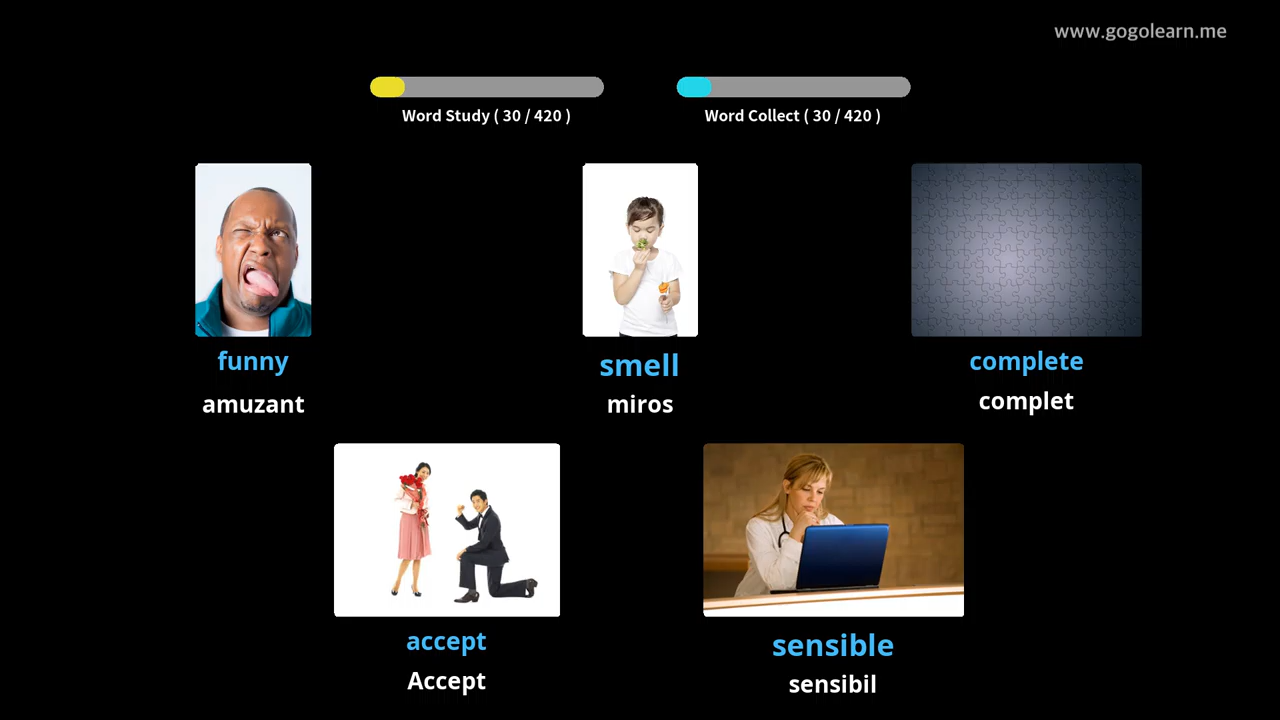 www.gogolearn.me
Word Study ( 30 / 420 )
Word Collect ( 30 / 420 )
funny
amuzant
smell
miros
complete
complet
accept
Accept
sensible
sensibil